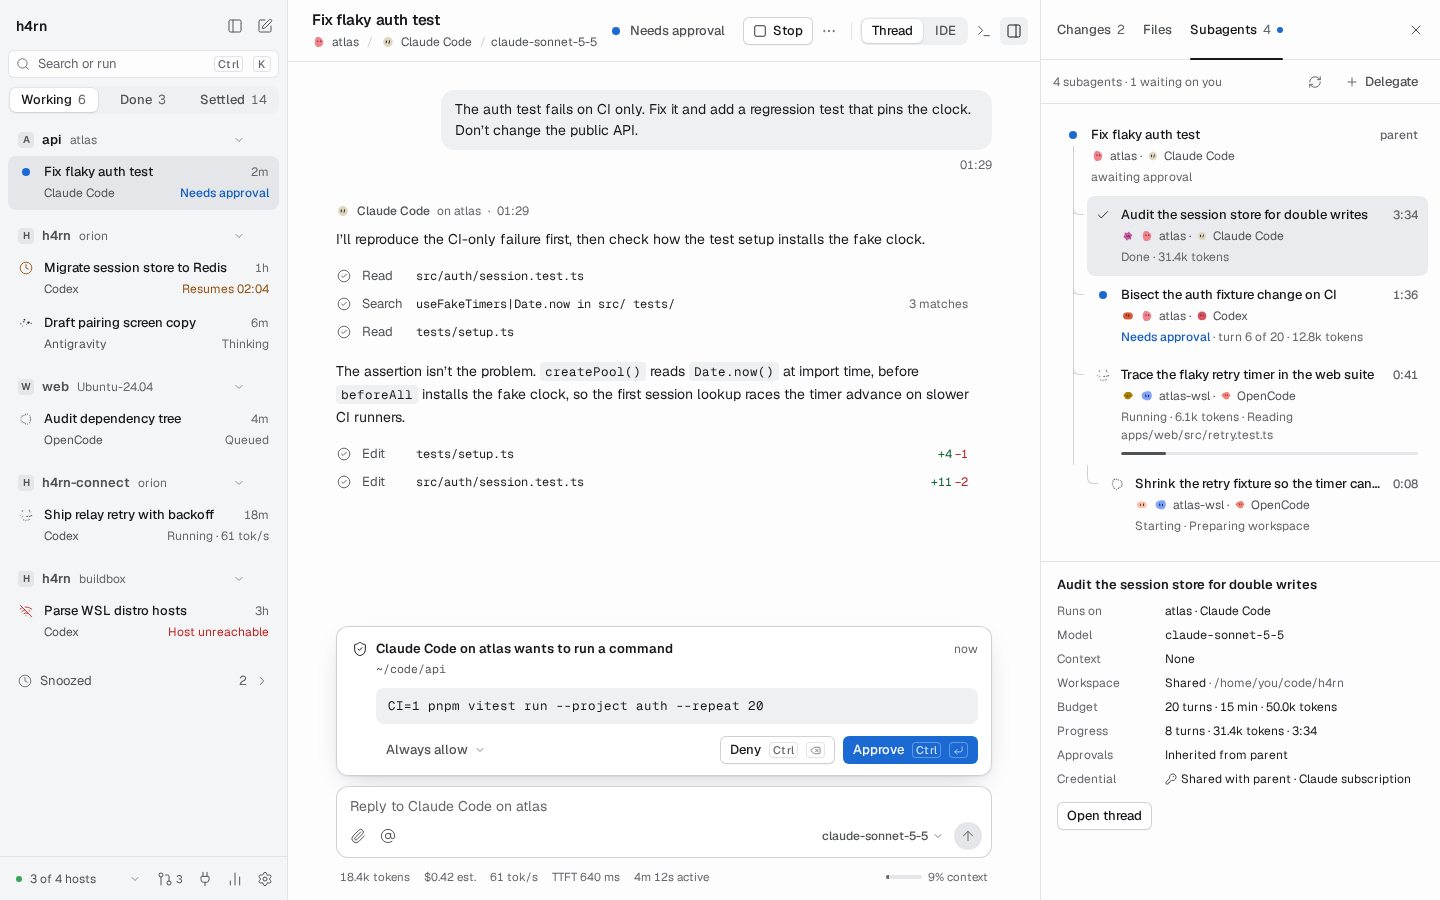 h4rn
Search or run Ctrl K
Working 6 Done 3 Settled 14
A api atlas
Fix flaky auth test 2m
Claude Code Needs approval
H h4rn orion
Migrate session store to Redis 1h
Codex Resumes 02:04
Draft pairing screen copy 6m
Antigravity Thinking
W web Ubuntu-24.04
Audit dependency tree 4m
OpenCode Queued
H h4rn-connect orion
Ship relay retry with backoff 18m
Codex Running · 61 tok/s
H h4rn buildbox
Parse WSL distro hosts 3h
Codex Host unreachable
Snoozed 2
3 of 4 hosts 3
Fix flaky auth test
atlas / Claude Code / claude-sonnet-5-5
Needs approval Stop Thread IDE
The auth test fails on CI only. Fix it and add a regression test that pins the clock.
Don't change the public API.
01:29
Claude Code on atlas · 01:29
I'll reproduce the CI-only failure first, then check how the test setup installs the fake clock.
Read src/auth/session.test.ts
Search useFakeTimers|Date.now in src/ tests/ 3 matches
Read tests/setup.ts
The assertion isn't the problem. createPool() reads Date.now() at import time, before
beforeAll installs the fake clock, so the first session lookup races the timer advance on slower
CI runners.
Edit tests/setup.ts +4 −1
Edit src/auth/session.test.ts +11 −2
Claude Code on atlas wants to run a command now
~/code/api
CI=1 pnpm vitest run --project auth --repeat 20
Always allow Deny Ctrl Approve Ctrl
Reply to Claude Code on atlas
claude-sonnet-5-5
18.4k tokens $0.42 est. 61 tok/s TTFT 640 ms 4m 12s active 9% context
Changes 2 Files Subagents 4
4 subagents · 1 waiting on you Delegate
Fix flaky auth test parent
atlas · Claude Code
awaiting approval
Audit the session store for double writes 3:34
atlas · Claude Code
Done · 31.4k tokens
Bisect the auth fixture change on CI 1:36
atlas · Codex
Needs approval · turn 6 of 20 · 12.8k tokens
Trace the flaky retry timer in the web suite 0:41
atlas-wsl · OpenCode
Running · 6.1k tokens · Reading
apps/web/src/retry.test.ts
Shrink the retry fixture so the timer can… 0:08
atlas-wsl · OpenCode
Starting · Preparing workspace
Audit the session store for double writes
Runs on atlas · Claude Code
Model claude-sonnet-5-5
Context None
Workspace Shared · /home/you/code/h4rn
Budget 20 turns · 15 min · 50.0k tokens
Progress 8 turns · 31.4k tokens · 3:34
Approvals Inherited from parent
Credential Shared with parent · Claude subscription
Open thread